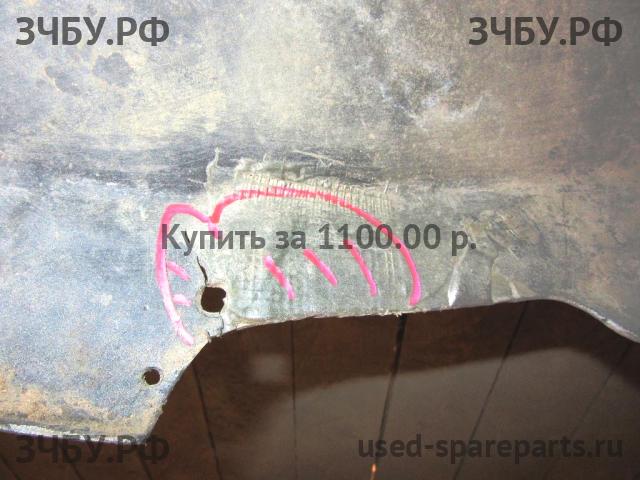 ЗЧБУ.РФ ЗЧБУ.РФ
Купить за 1100.00 р.
ЗЧБУ.РФ used-spareparts.ru